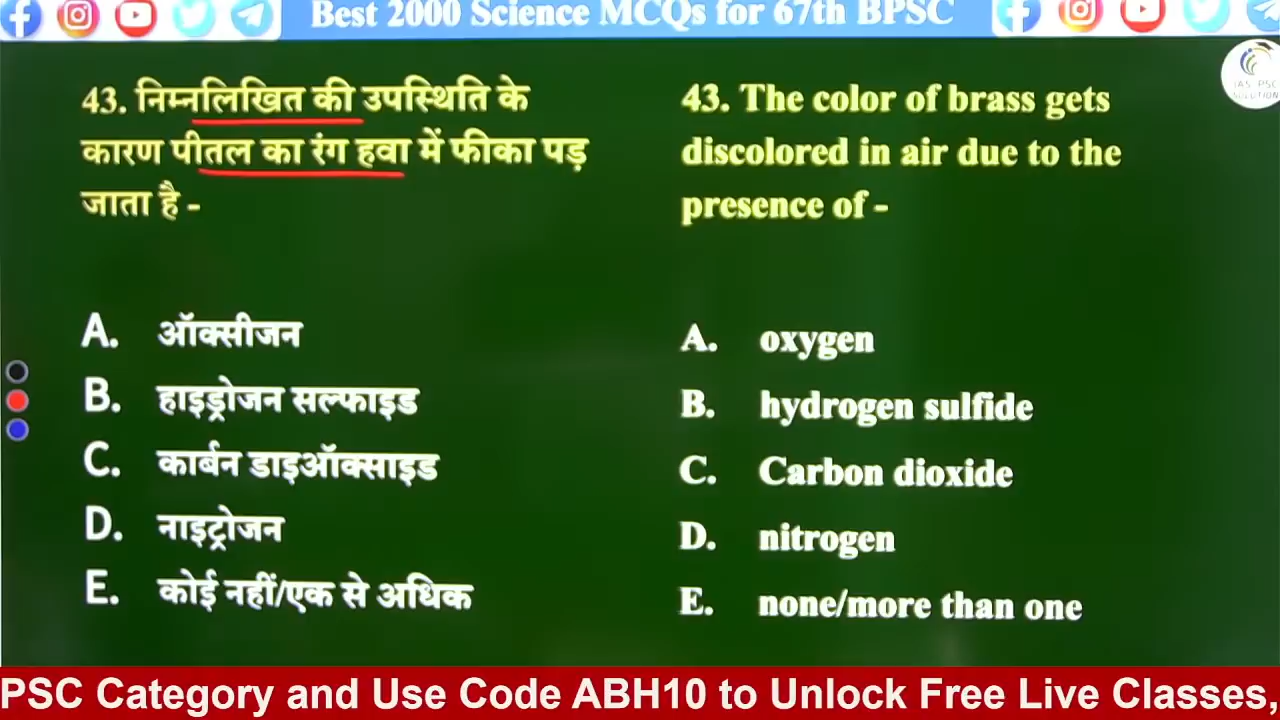 Best 2000 Science MCQs for 67th BPSC
43. निम्नलिखित की उपस्थिति के
कारण पीतल का रंग हवा में फीका पड़
जाता है -
A. ऑक्सीजन
B. हाइड्रोजन सल्फाइड
C. कार्बन डाइऑक्साइड
D. नाइट्रोजन
E. कोई नहीं/एक से अधिक
43. The color of brass gets
discolored in air due to the
presence of -
A. oxygen
B. hydrogen sulfide
C. Carbon dioxide
D. nitrogen
E. none/more than one
JAS PSC
SOLUTION
PSC Category and Use Code ABH10 to Unlock Free Live Classes,